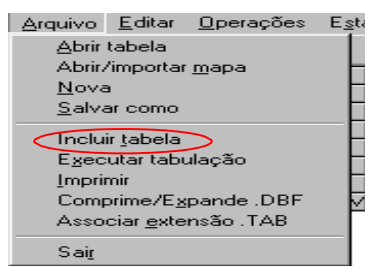 Arquivo Editar Operações Est
Abrir tabela
Abrir/importar mapa
Nova
Salvar como
Incluir tabela
Executar tabulação
Imprimir
Comprime/Expande .DBF
Associar extensão .TAB
Sair